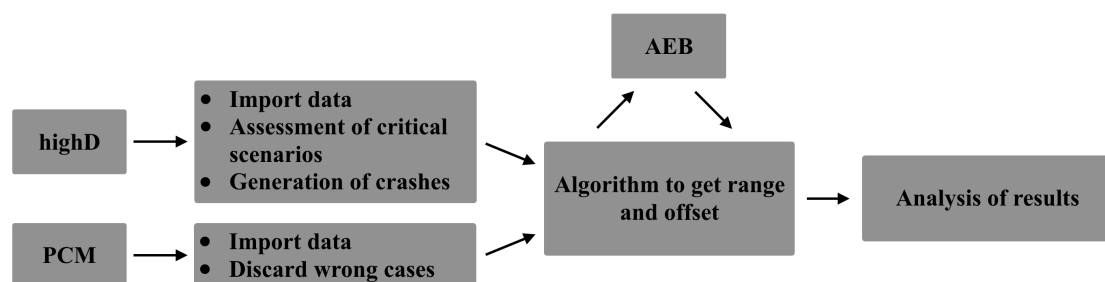 AEB
highD
• Import data
• Assessment of critical
scenarios
• Generation of crashes
Algorithm to get range
and offset
Analysis of results
PCM
• Import data
• Discard wrong cases